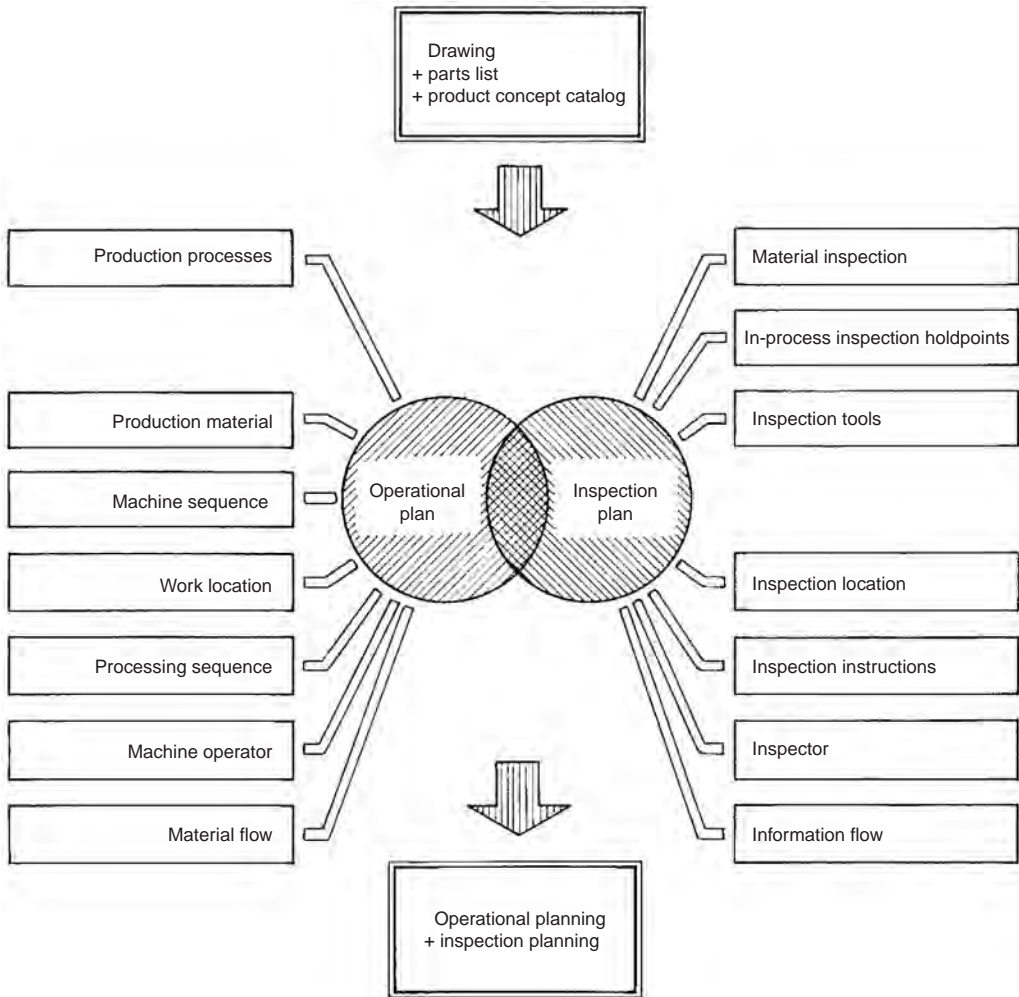 Drawing
+ parts list
+ product concept catalog
Production processes
Production material
Machine sequence
Work location
Processing sequence
Machine operator
Material flow
Operational
plan
Inspection
plan
Material inspection
In-process inspection holdpoints
Inspection tools
Inspection location
Inspection instructions
Inspector
Information flow
Operational planning
+ inspection planning